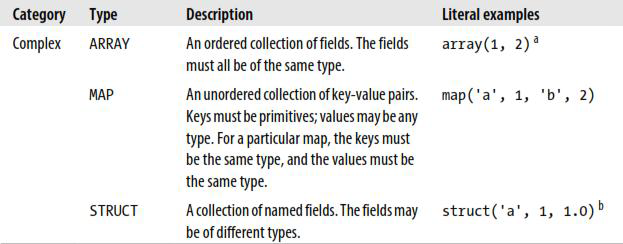 Category Type Description Literal examples
Complex ARRAY An ordered collection of fields. The fields array(1, 2) a
must all be of the same type.
MAP An unordered collection of key-value pairs. map('a', 1, 'b', 2)
Keys must be primitives; values may be any
type. For a particular map, the keys must
be the same type, and the values must be
the same type.
STRUCT A collection of named fields. The fields may struct('a', 1, 1.0) b
be of different types.